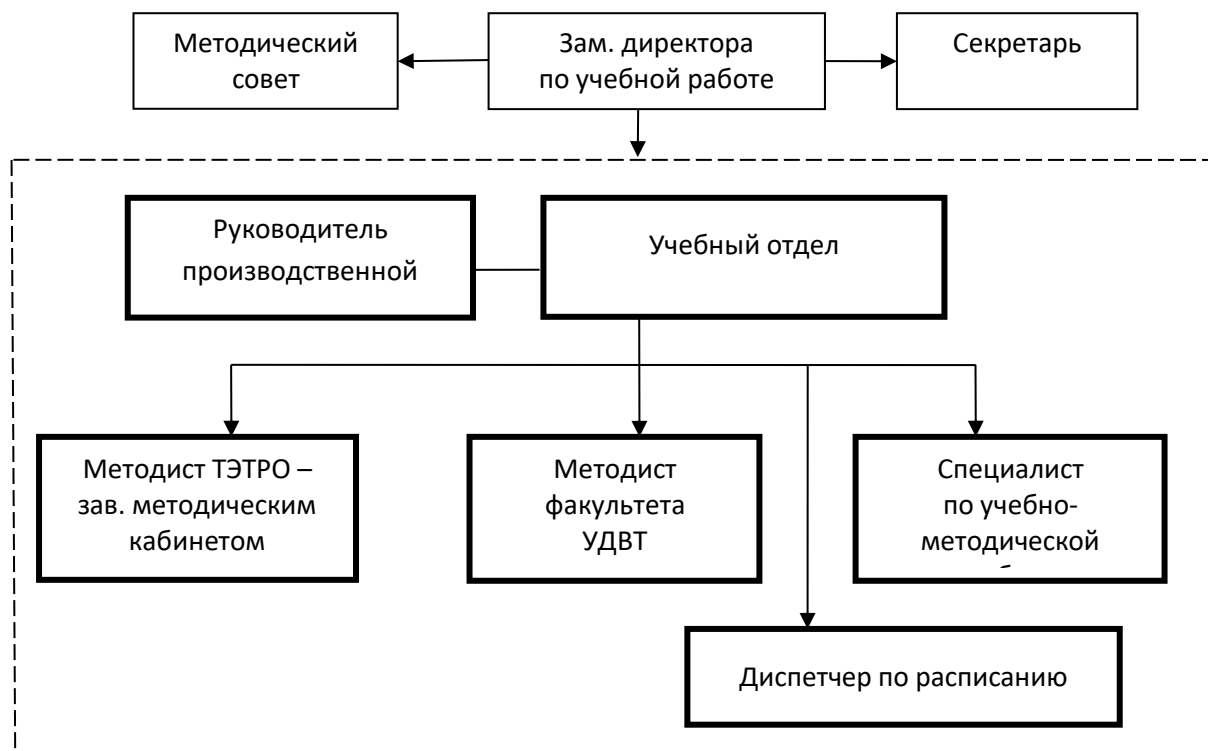 Методический
совет
Зам. директора
по учебной работе
Секретарь
Руководитель
производственной
Учебный отдел
Методист ТЭТРО –
зав. методическим
кабинетом
Методист
факультета
УДВТ
Специалист
по учебно-
методической
Диспетчер по расписанию